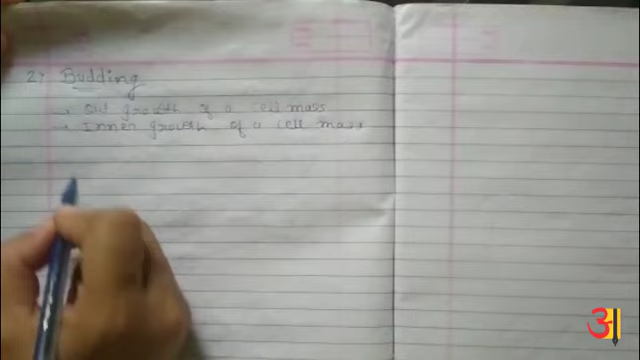 2) Budding
. Out growth of a cell mass
. Inner growth of a cell mass